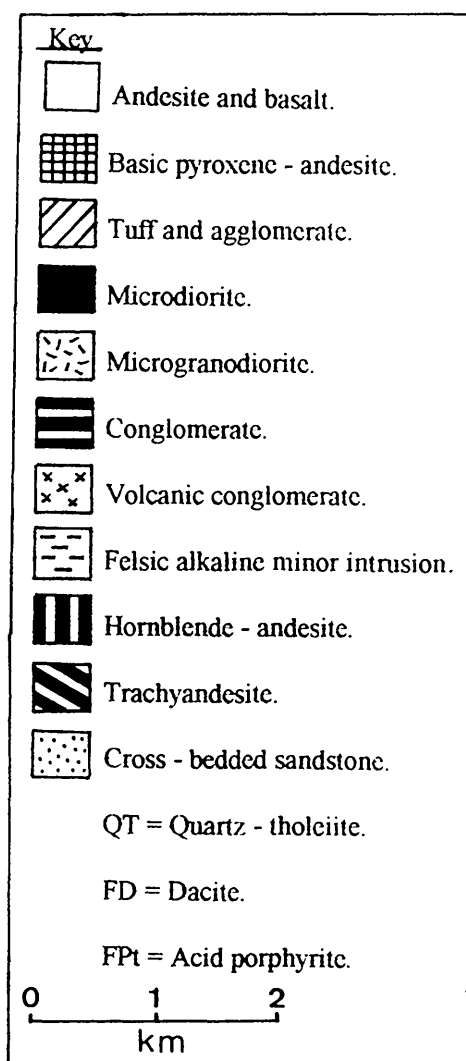 Key
Andesite and basalt.
Basic pyroxene - andesite.
Tuff and agglomerate.
Microdiorite.
Microgranodiorite.
Conglomerate.
Volcanic conglomerate.
Felsic alkaline minor intrusion.
Hornblende - andesite.
Trachyandesite.
Cross - bedded sandstone.
QT = Quartz - tholeiite.
FD = Dacite.
FPt = Acid porphyrite.
0 1 2
km